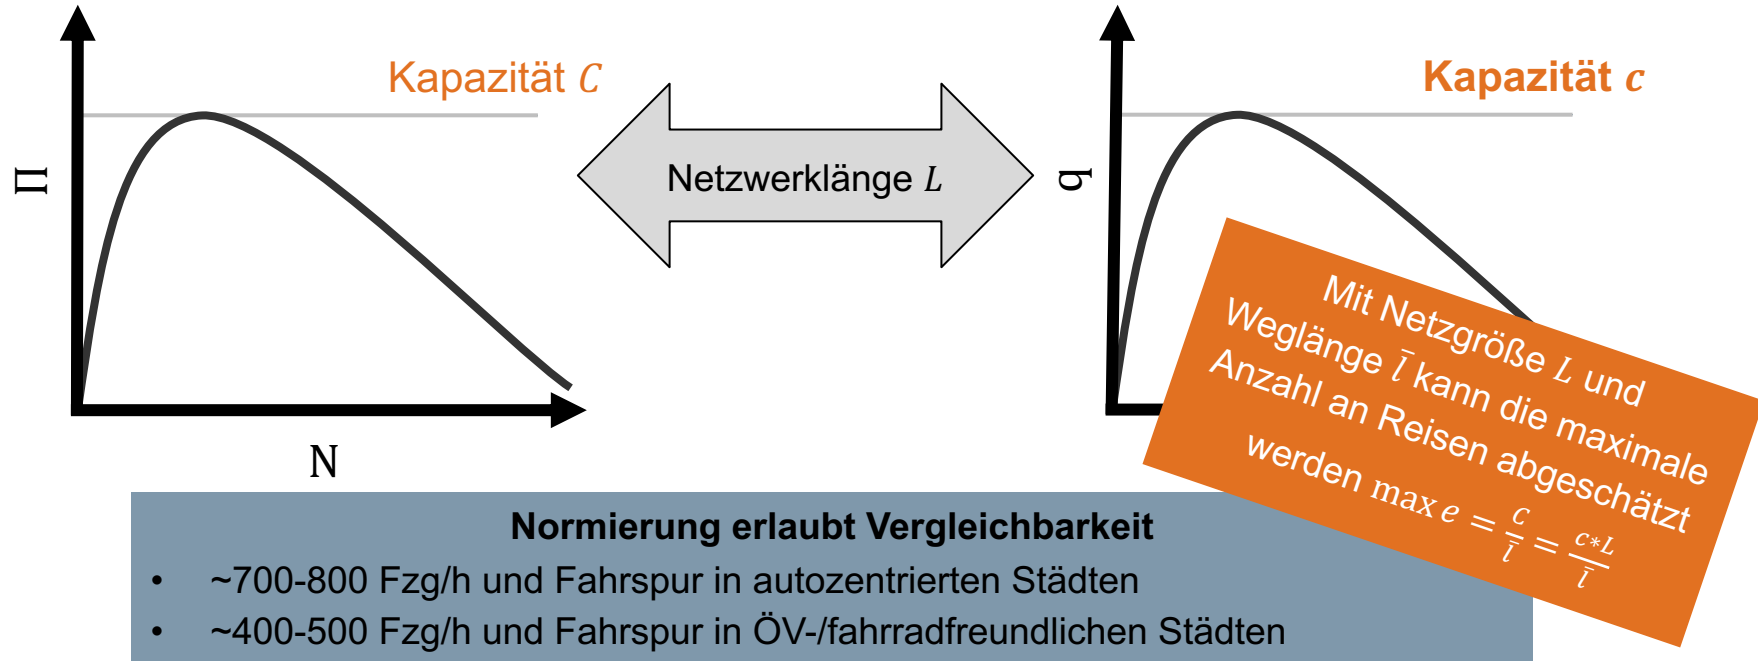 Kapazität C
Π
N
Netzwerklänge L
Kapazität c
q
Mit Netzgröße L und
Weglänge l̄ kann die maximale
Anzahl an Reisen abgeschätzt
werden max e = C/l̄ = c*L/l̄
Normierung erlaubt Vergleichbarkeit
• ~700-800 Fzg/h und Fahrspur in autozentrierten Städten
• ~400-500 Fzg/h und Fahrspur in ÖV-/fahrradfreundlichen Städten